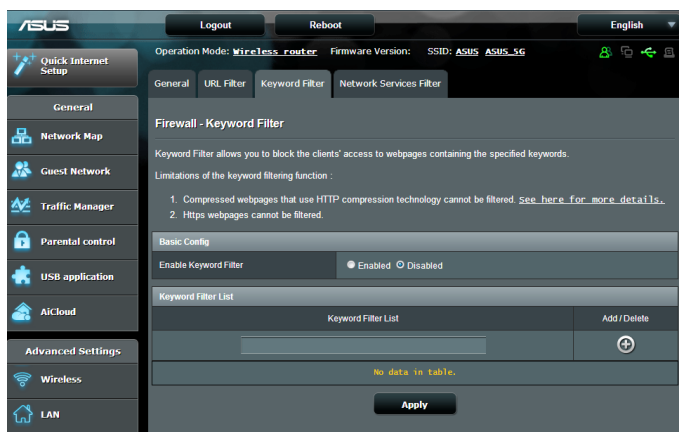 ASUS
Logout
Reboot
English
Quick Internet
Setup
Operation Mode: Wireless router Firmware Version: SSID: ASUS ASUS_5G
General
URL Filter
Keyword Filter
Network Services Filter
General
Network Map
Guest Network
Traffic Manager
Parental control
USB application
AiCloud
Advanced Settings
Wireless
LAN
Firewall - Keyword Filter
Keyword Filter allows you to block the clients' access to webpages containing the specified keywords.
Limitations of the keyword filtering function :
1. Compressed webpages that use HTTP compression technology cannot be filtered. See here for more details.
2. Https webpages cannot be filtered.
Basic Config
Enable Keyword Filter
Enabled Disabled
Keyword Filter List
Keyword Filter List
Add / Delete
No data in table.
Apply